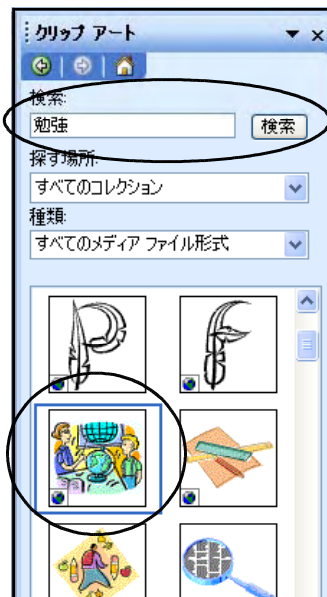 クリップ アート
検索:
勉強
検索
探す場所:
すべてのコレクション
種類:
すべてのメディア ファイル形式